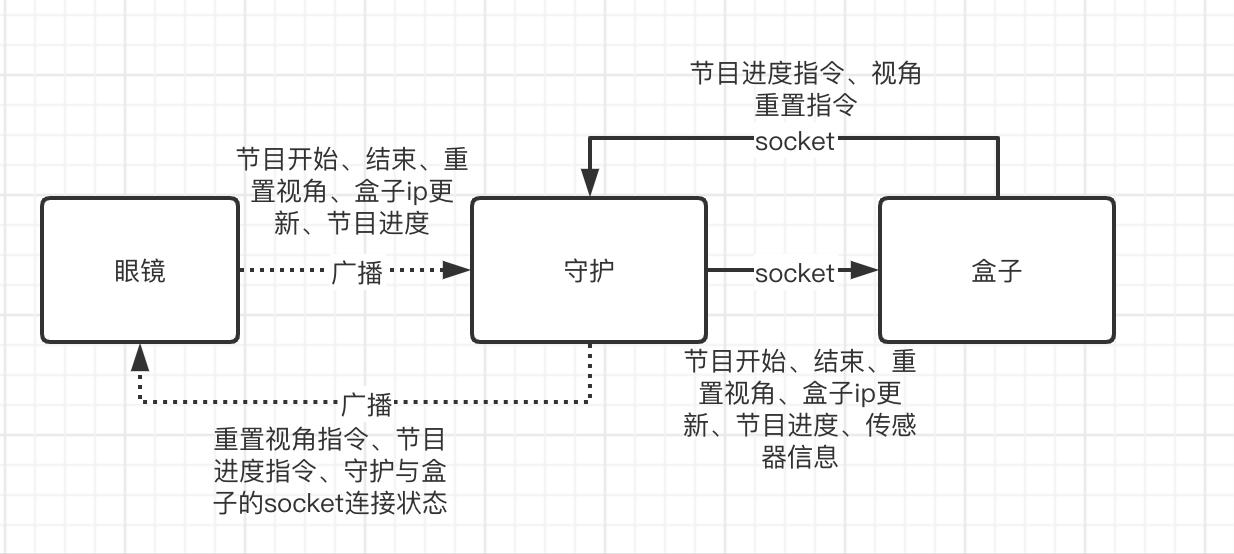 节目进度指令、视角
重置指令
socket
节目开始、结束、重
置视角、盒子ip更
新、节目进度
眼镜
广播
守护
socket
盒子
广播
重置视角指令、节目
进度指令、守护与盒
子的socket连接状态
节目开始、结束、重
置视角、盒子ip更
新、节目进度、传感
器信息